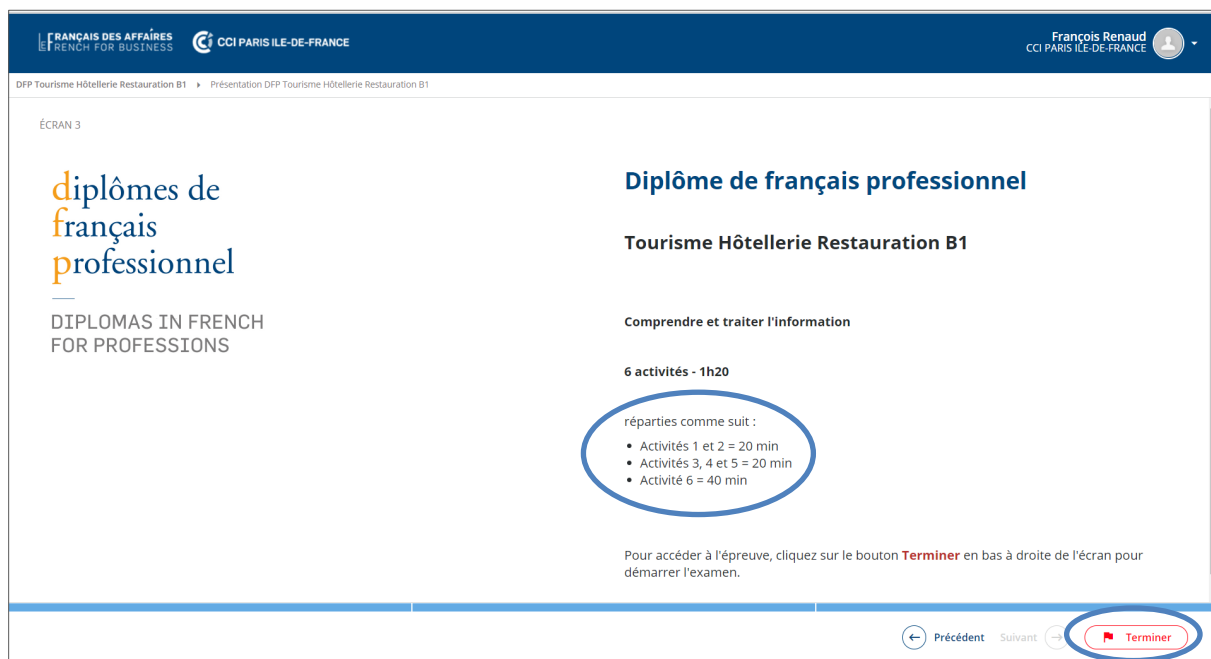 FRANÇAIS DES AFFAIRES
LE FRENCH FOR BUSINESS
CCI PARIS ILE-DE-FRANCE
François Renaud
CCI PARIS ILE-DE-FRANCE
DFP Tourisme Hôtellerie Restauration B1 ▸ Présentation DFP Tourisme Hôtellerie Restauration B1
ÉCRAN 3
diplômes de
français
professionnel
DIPLOMAS IN FRENCH
FOR PROFESSIONS
Diplôme de français professionnel
Tourisme Hôtellerie Restauration B1
Comprendre et traiter l'information
6 activités - 1h20
réparties comme suit :
• Activités 1 et 2 = 20 min
• Activités 3, 4 et 5 = 20 min
• Activité 6 = 40 min
Pour accéder à l'épreuve, cliquez sur le bouton Terminer en bas à droite de l'écran pour
démarrer l'examen.
Précédent Suivant Terminer